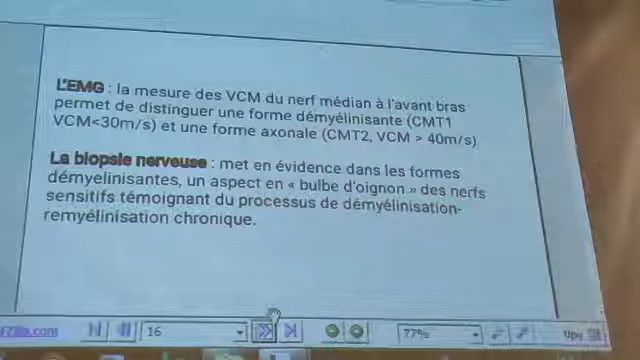 L'EMG : la mesure des VCM du nerf médian à l'avant bras
permet de distinguer une forme démyélinisante (CMT1
VCM<30m/s) et une forme axonale (CMT2, VCM > 40m/s)
La biopsie nerveuse : met en évidence dans les formes
démyelinisantes, un aspect en « bulbe d'oignon » des nerfs
sensitifs témoignant du processus de démyélinisation-
remyélinisation chronique.
16
77%